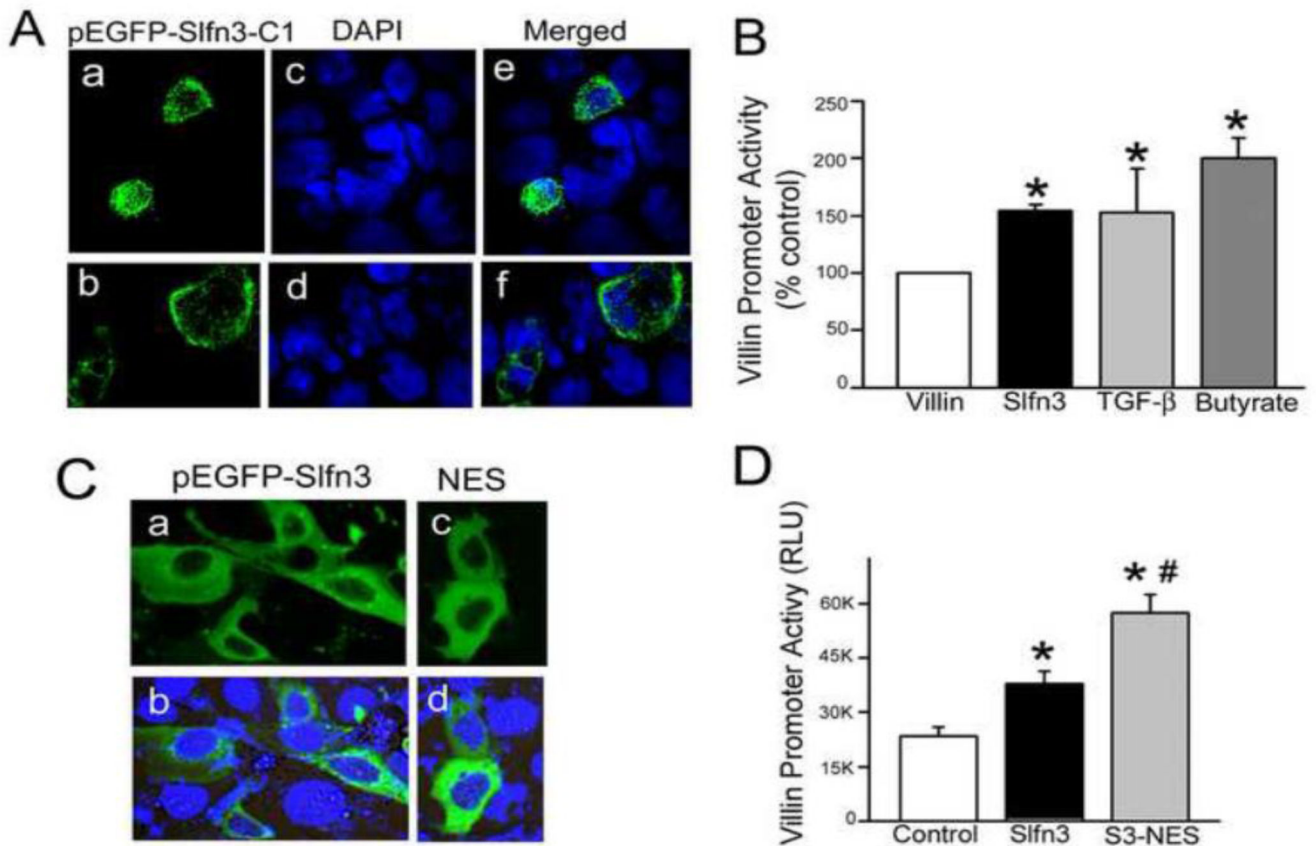 A
pEGFP-Slfn3-C1 DAPI Merged
a c e
b d f
B
Villin Promoter Activity
(% control)
250
200
150
100
50
0
* * *
Villin Slfn3 TGF-β Butyrate
C
pEGFP-Slfn3 NES
a c
b d
D
Villin Promoter Activy (RLU)
60K
45K
30K
15K
0
* * #
Control Slfn3 S3-NES